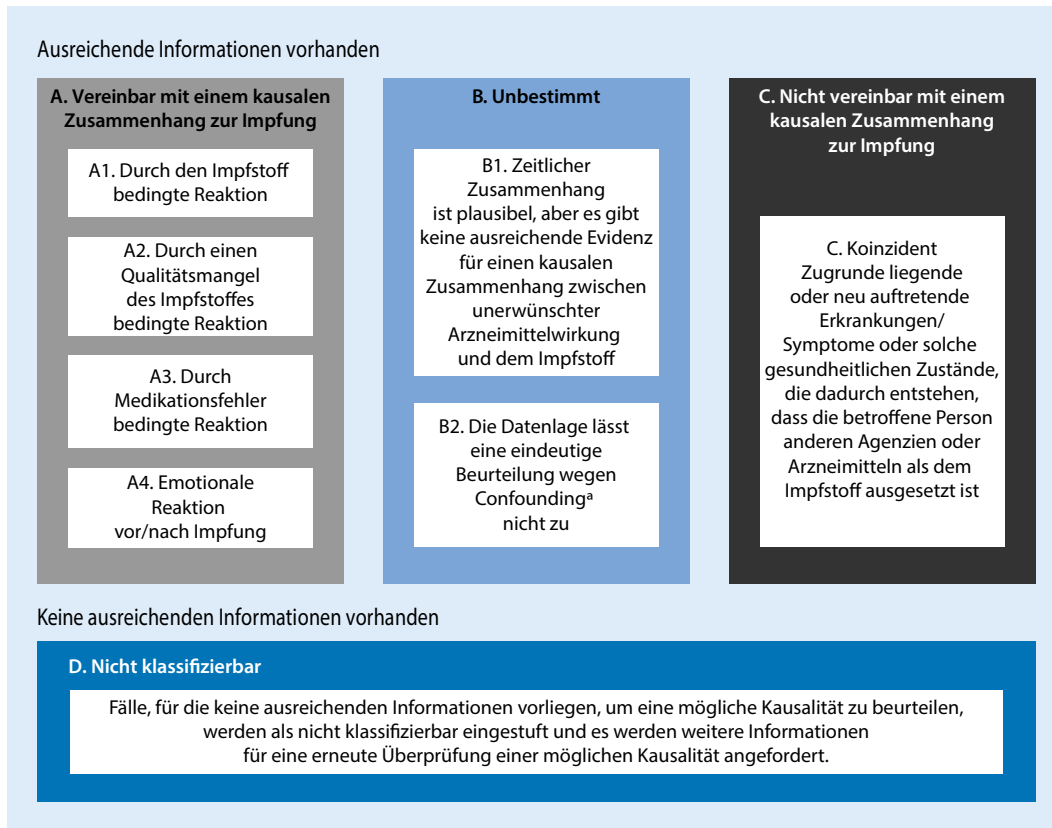 Ausreichende Informationen vorhanden
A. Vereinbar mit einem kausalen
Zusammenhang zur Impfung
A1. Durch den Impfstoff
bedingte Reaktion
A2. Durch einen
Qualitätsmangel
des Impfstoffes
bedingte Reaktion
A3. Durch
Medikationsfehler
bedingte Reaktion
A4. Emotionale
Reaktion
vor/nach Impfung
B. Unbestimmt
B1. Zeitlicher
Zusammenhang
ist plausibel, aber es gibt
keine ausreichende Evidenz
für einen kausalen
Zusammenhang zwischen
unerwünschter
Arzneimittelwirkung
und dem Impfstoff
B2. Die Datenlage lässt
eine eindeutige
Beurteilung wegen
Confoundingᵃ
nicht zu
C. Nicht vereinbar mit einem
kausalen Zusammenhang
zur Impfung
C. Koinzident
Zugrunde liegende
oder neu auftretende
Erkrankungen/
Symptome oder solche
gesundheitlichen Zustände,
die dadurch entstehen,
dass die betroffene Person
anderen Agenzien oder
Arzneimitteln als dem
Impfstoff ausgesetzt ist
Keine ausreichenden Informationen vorhanden
D. Nicht klassifizierbar
Fälle, für die keine ausreichenden Informationen vorliegen, um eine mögliche Kausalität zu beurteilen,
werden als nicht klassifizierbar eingestuft und es werden weitere Informationen
für eine erneute Überprüfung einer möglichen Kausalität angefordert.